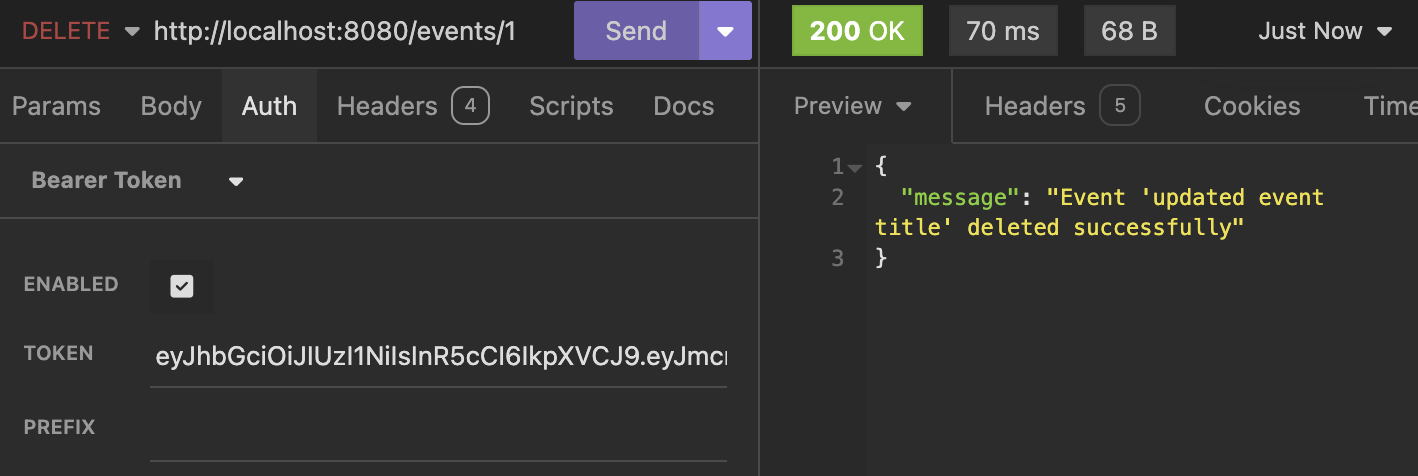 DELETE http://localhost:8080/events/1 Send 200 OK 70 ms 68 B Just Now
Params Body Auth Headers 4 Scripts Docs Preview Headers 5 Cookies Time
Bearer Token
ENABLED
TOKEN eyJhbGciOiJIUzI1NiIsInR5cCI6IkpXVCJ9.eyJmc
PREFIX
1 {
2 "message": "Event 'updated event
title' deleted successfully"
3 }